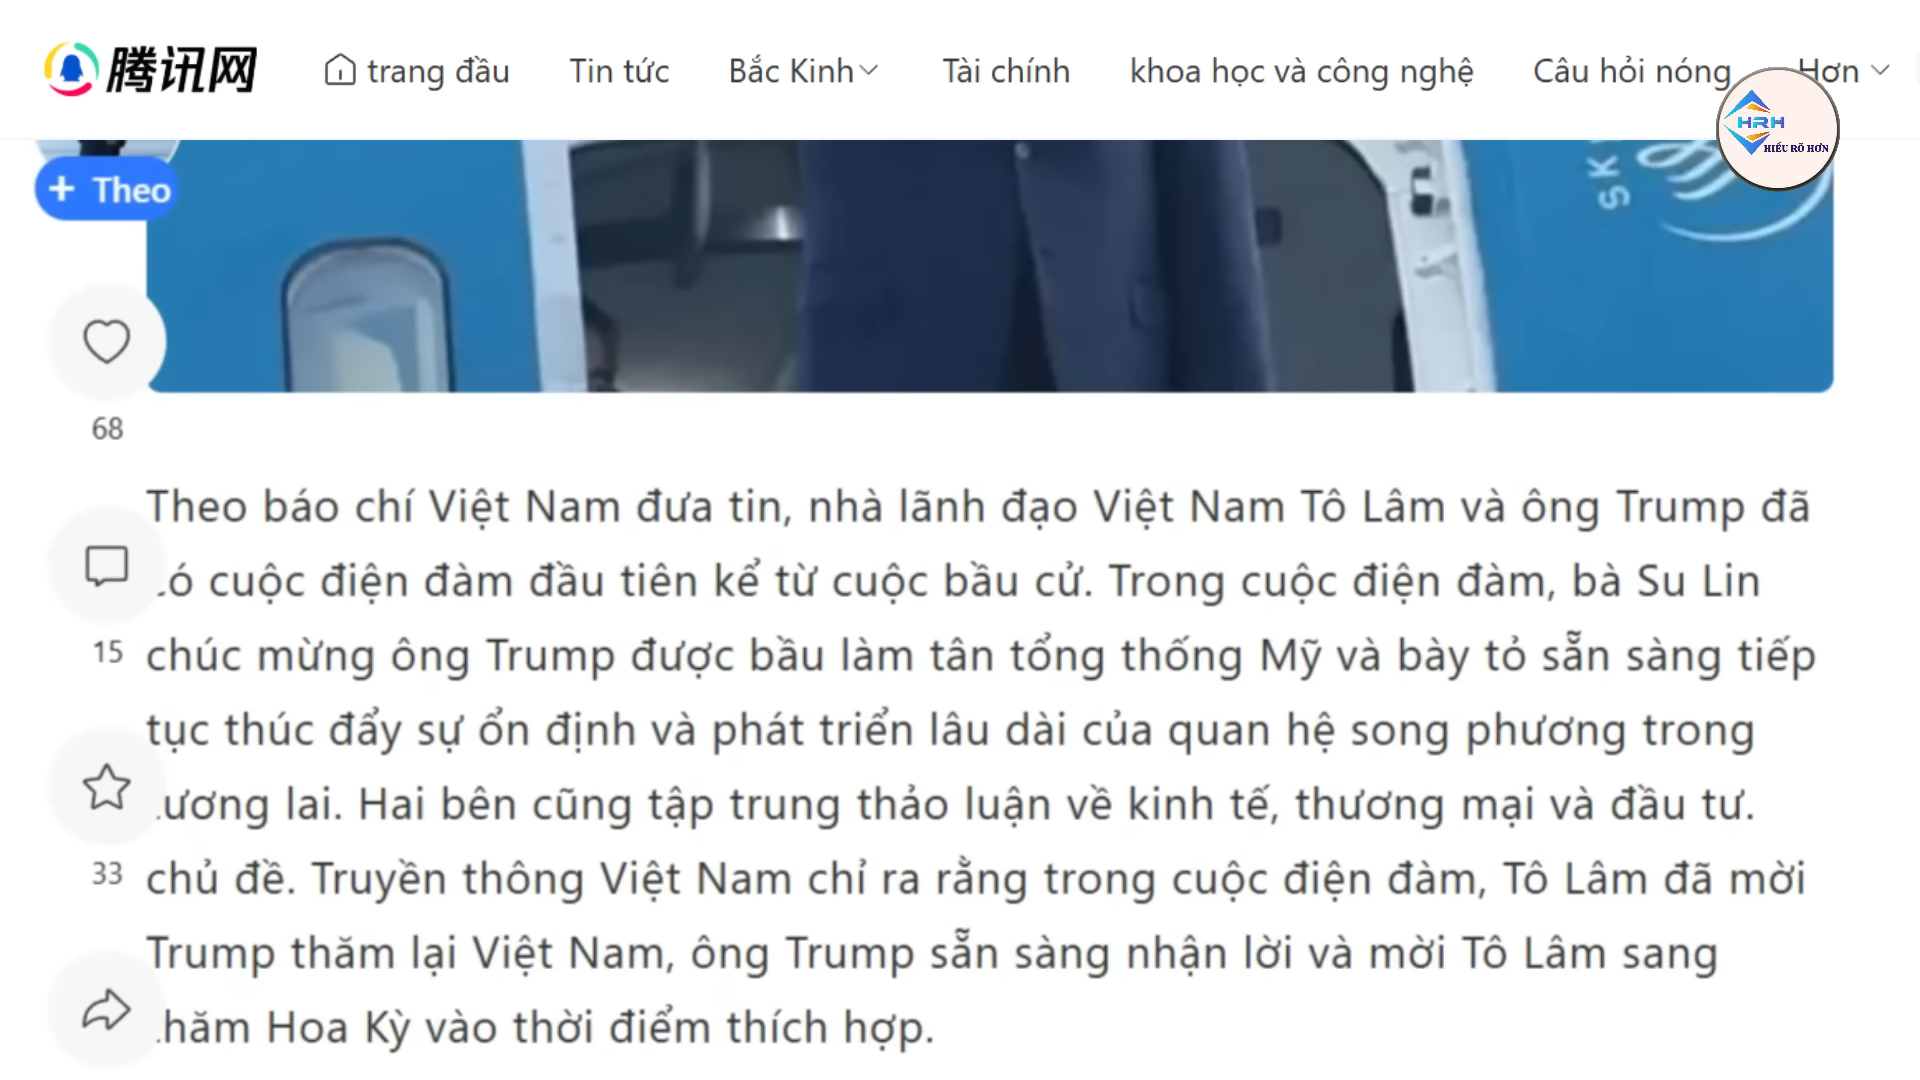 腾讯网
trang đầu
Tin tức
Bắc Kinh
Tài chính
khoa học và công nghệ
Câu hỏi nóng
Hơn
HRH
HIỂU RÕ HƠN
+ Theo
SK
68
Theo báo chí Việt Nam đưa tin, nhà lãnh đạo Việt Nam Tô Lâm và ông Trump đã
có cuộc điện đàm đầu tiên kể từ cuộc bầu cử. Trong cuộc điện đàm, bà Su Lin
chúc mừng ông Trump được bầu làm tân tổng thống Mỹ và bày tỏ sẵn sàng tiếp
15
tục thúc đẩy sự ổn định và phát triển lâu dài của quan hệ song phương trong
tương lai. Hai bên cũng tập trung thảo luận về kinh tế, thương mại và đầu tư.
chủ đề. Truyền thông Việt Nam chỉ ra rằng trong cuộc điện đàm, Tô Lâm đã mời
33
Trump thăm lại Việt Nam, ông Trump sẵn sàng nhận lời và mời Tô Lâm sang
thăm Hoa Kỳ vào thời điểm thích hợp.